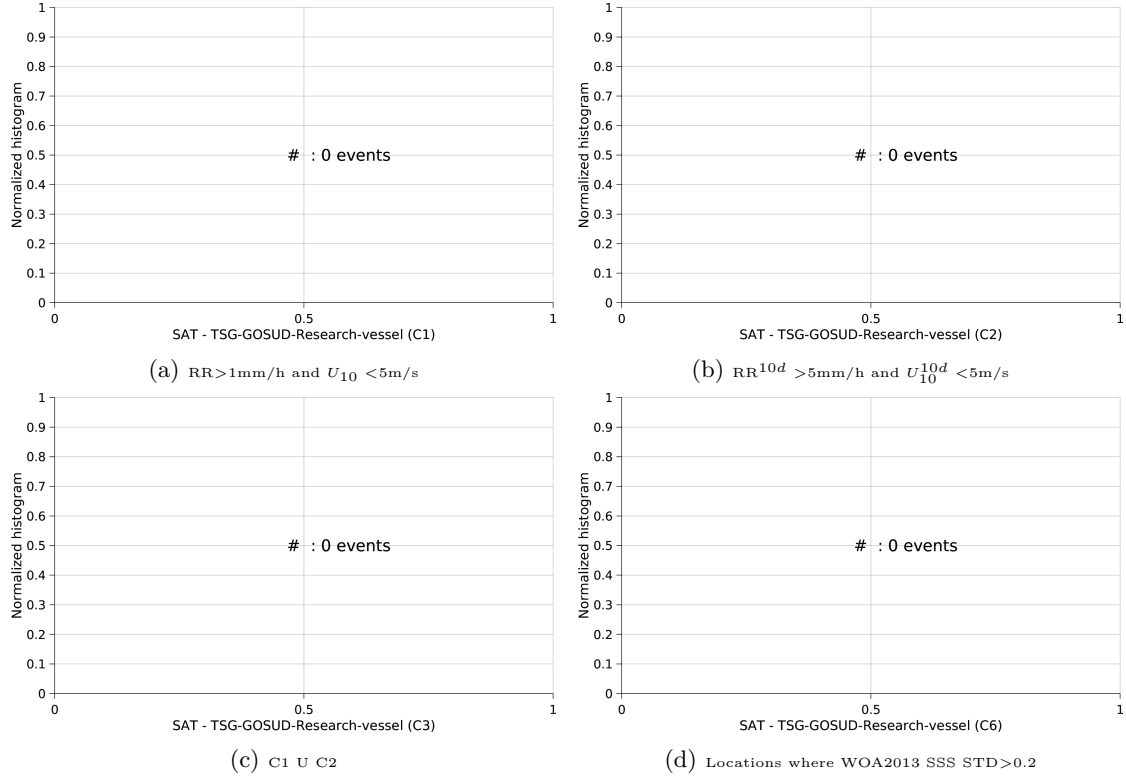 1
0.9
0.8
0.7
0.6
0.5
0.4
0.3
0.2
0.1
0
Normalized histogram
# : 0 events
0 0.5 1
SAT - TSG-GOSUD-Research-vessel (C1)
(a) RR>1mm/h and U10 <5m/s
1
0.9
0.8
0.7
0.6
0.5
0.4
0.3
0.2
0.1
0
Normalized histogram
# : 0 events
0 0.5 1
SAT - TSG-GOSUD-Research-vessel (C2)
(b) RR10d >5mm/h and U10d10 <5m/s
1
0.9
0.8
0.7
0.6
0.5
0.4
0.3
0.2
0.1
0
Normalized histogram
# : 0 events
0 0.5 1
SAT - TSG-GOSUD-Research-vessel (C3)
(c) C1 U C2
1
0.9
0.8
0.7
0.6
0.5
0.4
0.3
0.2
0.1
0
Normalized histogram
# : 0 events
0 0.5 1
SAT - TSG-GOSUD-Research-vessel (C6)
(d) Locations where WOA2013 SSS STD>0.2